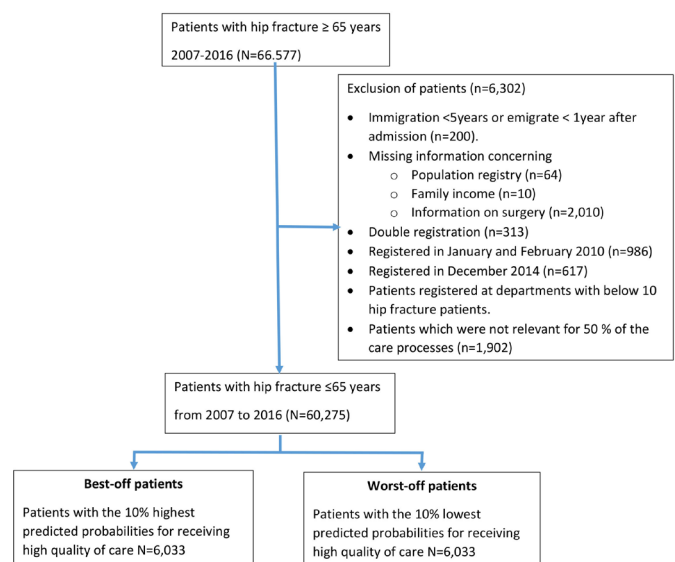 Patients with hip fracture ≥ 65 years
2007-2016 (N=66.577)
Exclusion of patients (n=6,302)
• Immigration <5years or emigrate < 1year after
admission (n=200).
• Missing information concerning
o Population registry (n=64)
o Family income (n=10)
o Information on surgery (n=2,010)
• Double registration (n=313)
• Registered in January and February 2010 (n=986)
• Registered in December 2014 (n=617)
• Patients registered at departments with below 10
hip fracture patients.
• Patients which were not relevant for 50 % of the
care processes (n=1,902)
Patients with hip fracture ≤65 years
from 2007 to 2016 (N=60,275)
Best-off patients
Patients with the 10% highest
predicted probabilities for receiving
high quality of care N=6,033
Worst-off patients
Patients with the 10% lowest
predicted probabilities for receiving
high quality of care N=6,033